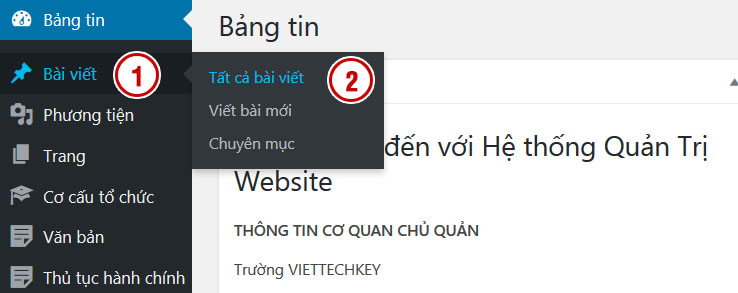 Bảng tin
Bài viết
1
Phương tiện
Trang
Cơ cấu tổ chức
Văn bản
Thủ tục hành chính
Tất cả bài viết
2
Viết bài mới
Chuyên mục
Bảng tin
đến với Hệ thống Quản Trị
Website
THÔNG TIN CƠ QUAN CHỦ QUẢN
Trường VIETTECHKEY